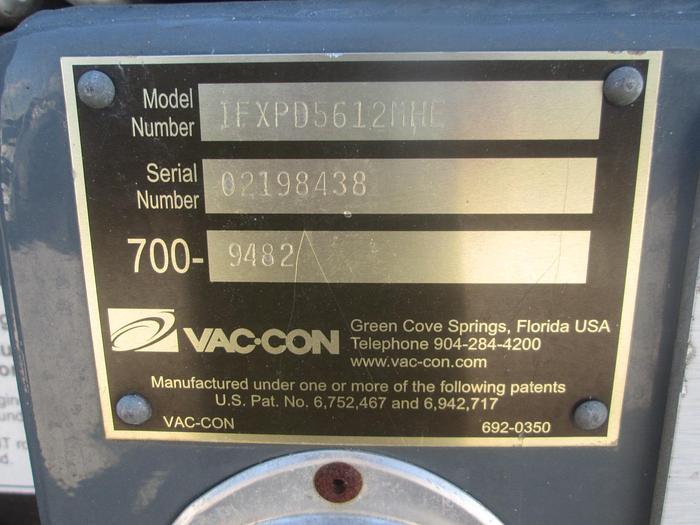 Model
Number
Serial
Number
02198438
700-
9482
VAC-CON
Green Cove Springs, Florida USA
Telephone 904-284-4200
www.vac-con.com
Manufactured under one or more of the following patents
U.S. Pat. No. 6,752,467 and 6,942,717
VAC-CON
692-0350